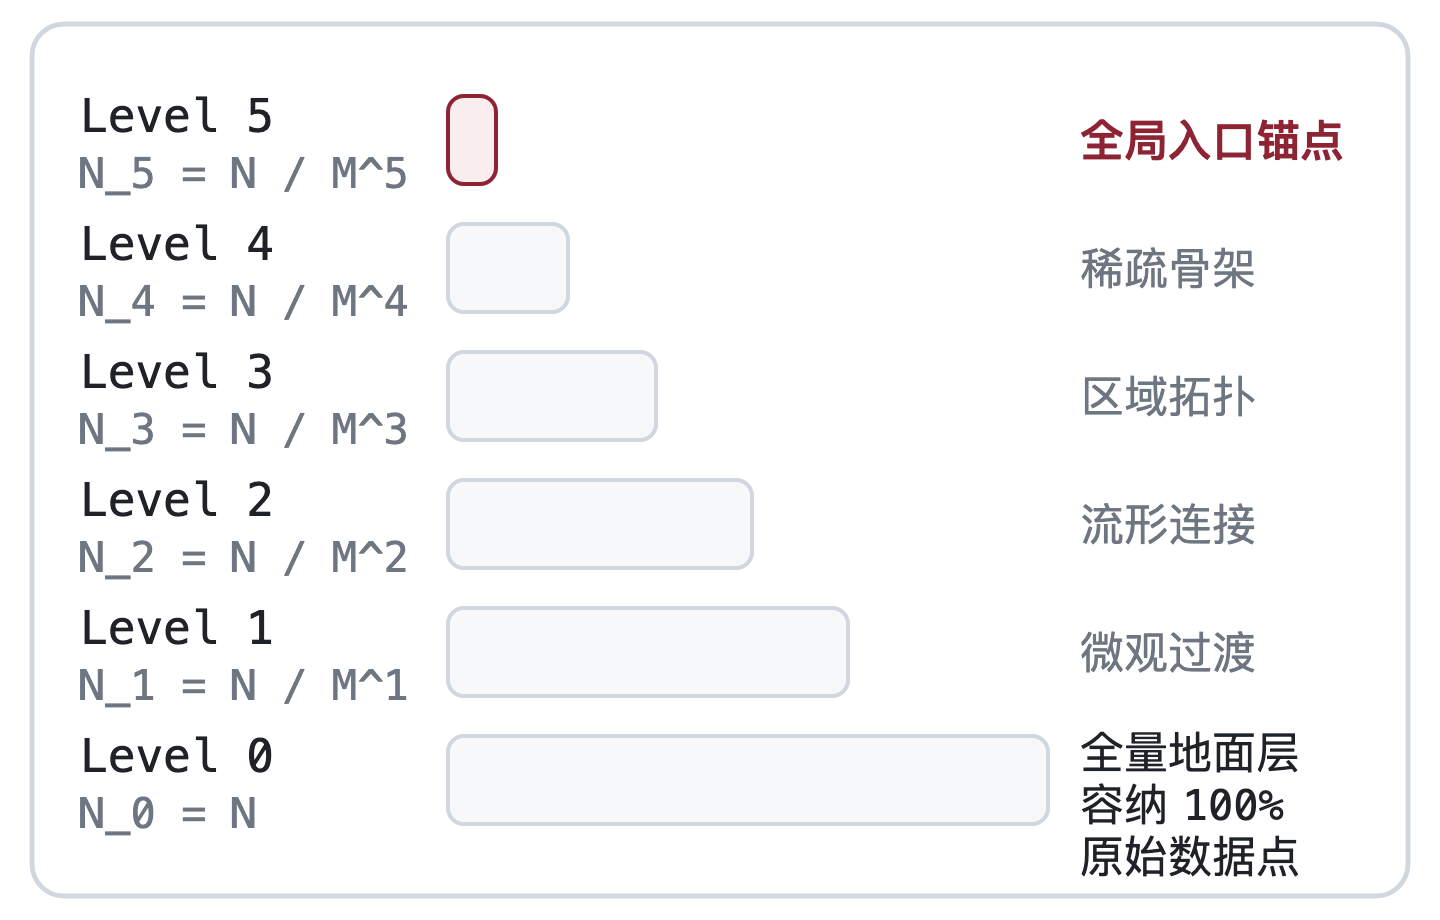 Level 5
N_5 = N / M^5
全局入口锚点
Level 4
N_4 = N / M^4
稀疏骨架
Level 3
N_3 = N / M^3
区域拓扑
Level 2
N_2 = N / M^2
流形连接
Level 1
N_1 = N / M^1
微观过渡
Level 0
N_0 = N
全量地面层
容纳 100%
原始数据点